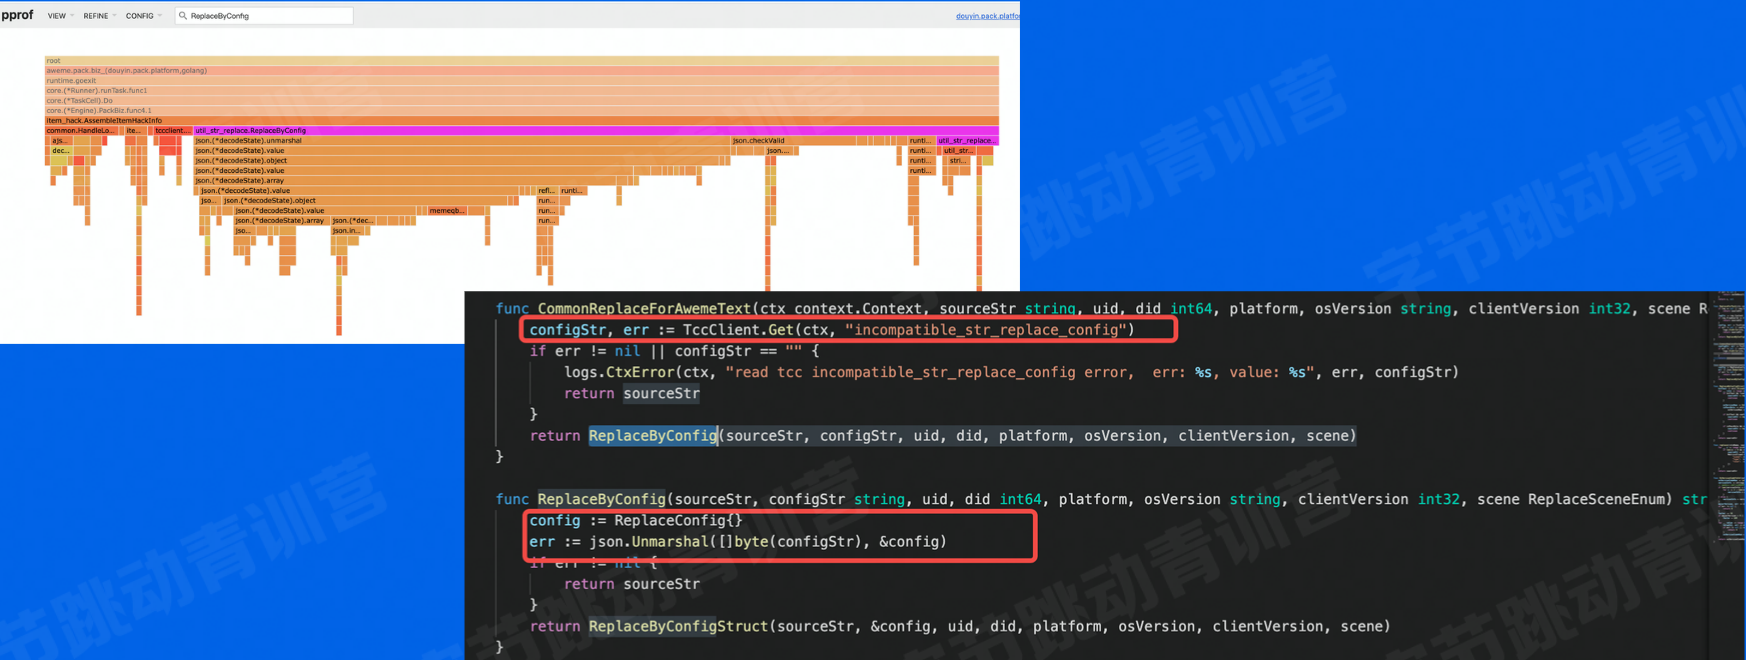 pprof VIEW REFINE CONFIG ReplaceByConfig douyin.pack.platfo
root
aweme.pack.biz_(douyin.pack.platform,golang)
runtime.goexit
core.(*Runner).runTask.func1
core.(*TaskCell).Do
core.(*Engine).PackBiz.func4.1
item_hack.AssembleItemHackInfo
common.HandleLo... ite... tccclient.... util_str_replace.ReplaceByConfig
ajs... json.(*decodeState).unmarshal json.checkValid runti... util_str_replace...
dec... json.(*decodeState).value json.... runti... util_str...
json.(*decodeState).object runti... stri...
json.(*decodeState).value runti...
json.(*decodeState).array
json.(*decodeState).value refl... runti...
jso... json.(*decodeState).object run...
json.(*decodeState).value memeqb... run...
json.(*decodeState).array json.(*dec... run...
jso... json.in...
func CommonReplaceForAwemeText(ctx context.Context, sourceStr string, uid, did int64, platform, osVersion string, clientVersion int32, scene R
configStr, err := TccClient.Get(ctx, "incompatible_str_replace_config")
if err != nil || configStr == "" {
logs.CtxError(ctx, "read tcc incompatible_str_replace_config error,  err: %s, value: %s", err, configStr)
return sourceStr
}
return ReplaceByConfig(sourceStr, configStr, uid, did, platform, osVersion, clientVersion, scene)
}
func ReplaceByConfig(sourceStr, configStr string, uid, did int64, platform, osVersion string, clientVersion int32, scene ReplaceSceneEnum) str
config := ReplaceConfig{}
err := json.Unmarshal([]byte(configStr), &config)
if err != nil {
return sourceStr
}
return ReplaceByConfigStruct(sourceStr, &config, uid, did, platform, osVersion, clientVersion, scene)
}
字节跳动青训营